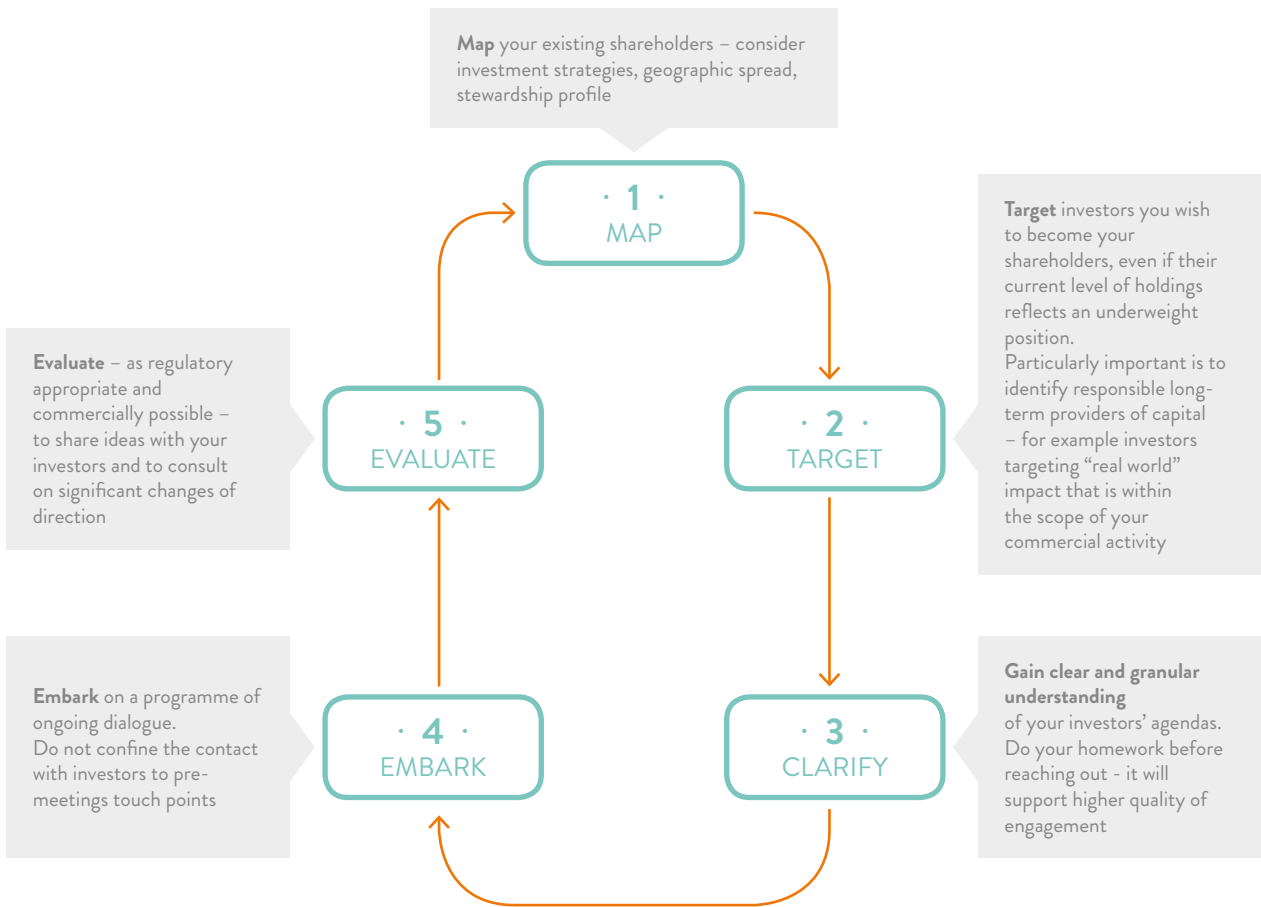 Map your existing shareholders – consider
investment strategies, geographic spread,
stewardship profile
· 1 ·
MAP
Target investors you wish
to become your
shareholders, even if their
current level of holdings
reflects an underweight
position.
Particularly important is to
identify responsible long-
term providers of capital
– for example investors
targeting “real world”
impact that is within
the scope of your
commercial activity
· 2 ·
TARGET
Gain clear and granular
understanding
of your investors’ agendas.
Do your homework before
reaching out - it will
support higher quality of
engagement
· 3 ·
CLARIFY
Embark on a programme of
ongoing dialogue.
Do not confine the contact
with investors to pre-
meetings touch points
· 4 ·
EMBARK
Evaluate – as regulatory
appropriate and
commercially possible –
to share ideas with your
investors and to consult
on significant changes of
direction
· 5 ·
EVALUATE